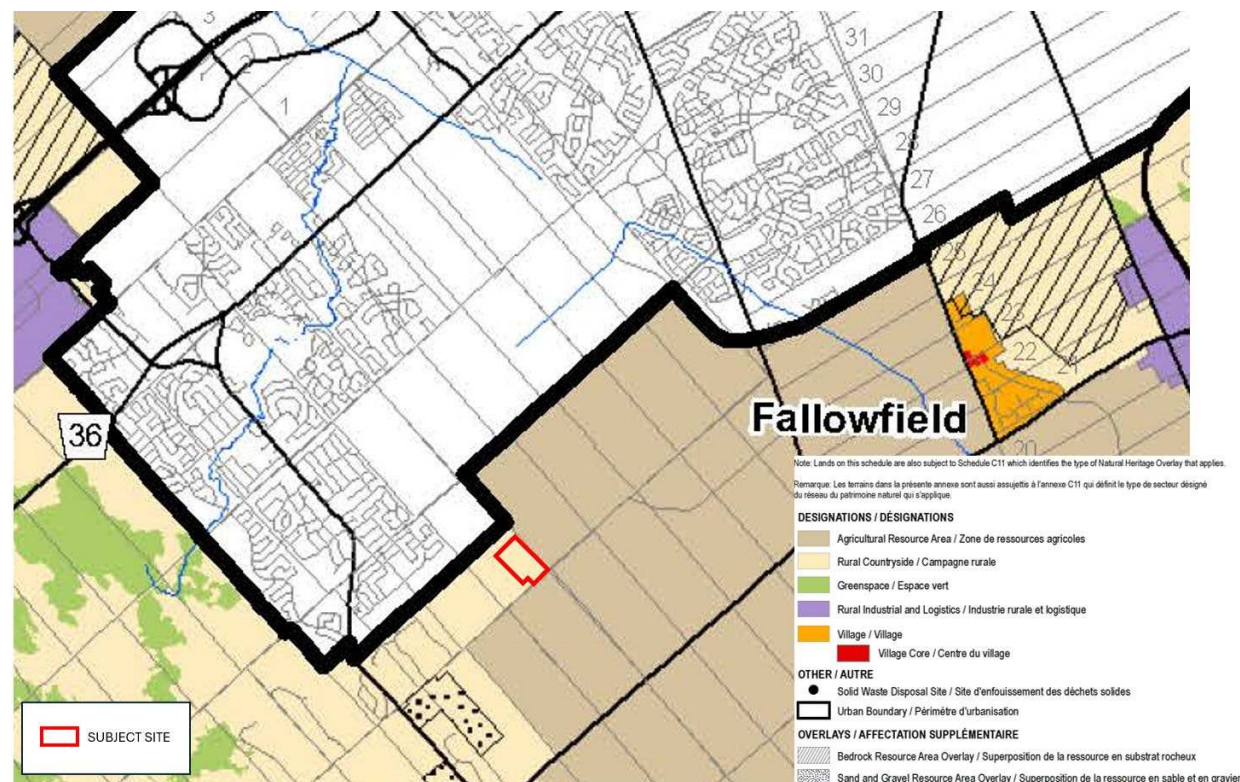 3
2
1
31
30
29
28
27
26
25
24
23
22
21
20
36
Fallowfield
Note: Lands on this schedule are also subject to Schedule C11 which identifies the type of Natural Heritage Overlay that applies.
Remarque: Les terrains dans la présente annexe sont aussi assujettis à l'annexe C11 qui définit le type de secteur désigné
du réseau du patrimoine naturel qui s'applique.
DESIGNATIONS / DÉSIGNATIONS
Agricultural Resource Area / Zone de ressources agricoles
Rural Countryside / Campagne rurale
Greenspace / Espace vert
Rural Industrial and Logistics / Industrie rurale et logistique
Village / Village
Village Core / Centre du village
OTHER / AUTRE
Solid Waste Disposal Site / Site d'enfouissement des déchets solides
Urban Boundary / Périmètre d'urbanisation
OVERLAYS / AFFECTATION SUPPLÉMENTAIRE
Bedrock Resource Area Overlay / Superposition de la ressource en substrat rocheux
Sand and Gravel Resource Area Overlay / Superposition de la ressource en sable et en gravier
SUBJECT SITE